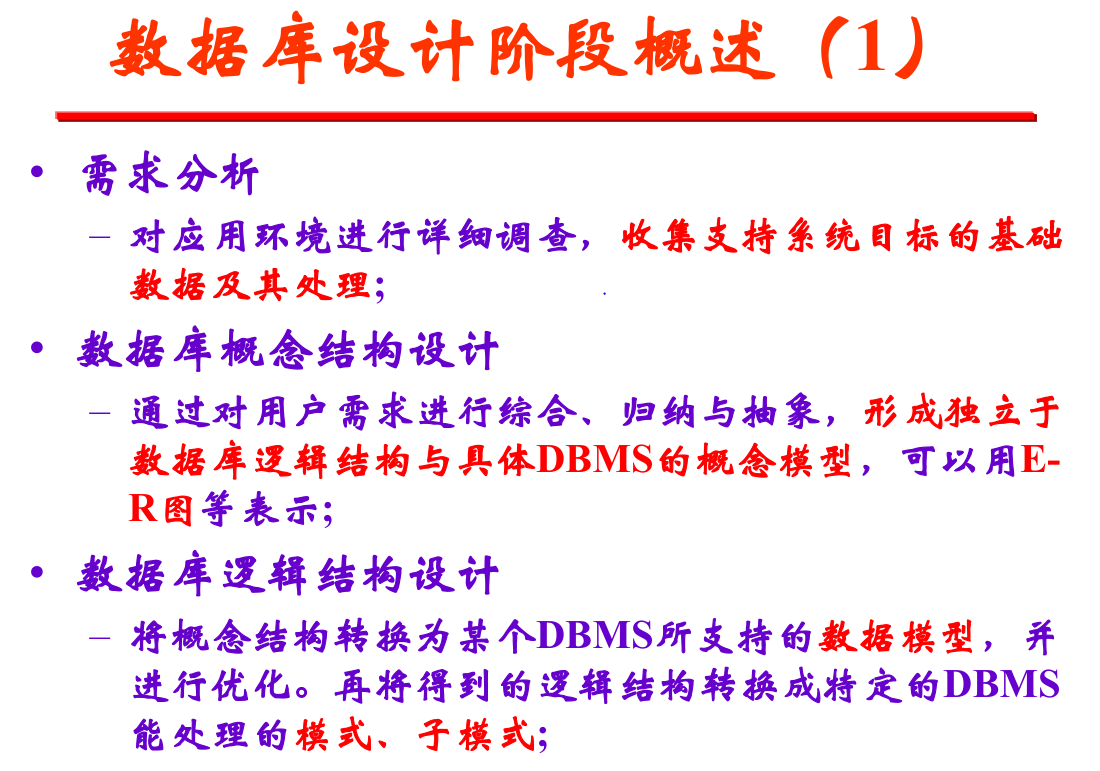 数据库设计阶段概述（1）
• 需求分析
– 对应用环境进行详细调查，收集支持系统目标的基础
数据及其处理；
• 数据库概念结构设计
– 通过对用户需求进行综合、归纳与抽象，形成独立于
数据库逻辑结构与具体DBMS的概念模型，可以用E-
R图等表示；
• 数据库逻辑结构设计
– 将概念结构转换为某个DBMS所支持的数据模型，并
进行优化。再将得到的逻辑结构转换成特定的DBMS
能处理的模式、子模式；